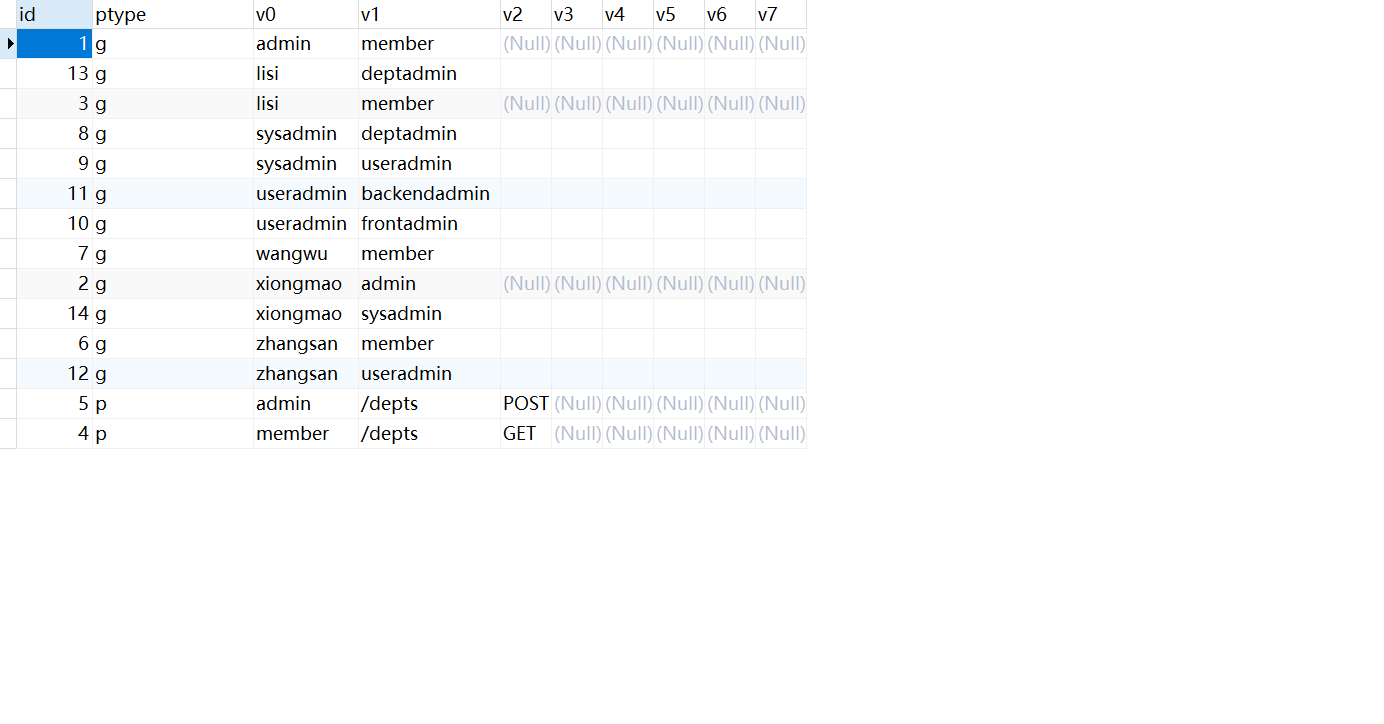 id ptype v0 v1 v2 v3 v4 v5 v6 v7
1 g admin member (Null) (Null) (Null) (Null) (Null) (Null)
13 g lisi deptadmin
3 g lisi member (Null) (Null) (Null) (Null) (Null) (Null)
8 g sysadmin deptadmin
9 g sysadmin useradmin
11 g useradmin backendadmin
10 g useradmin frontadmin
7 g wangwu member
2 g xiongmao admin (Null) (Null) (Null) (Null) (Null) (Null)
14 g xiongmao sysadmin
6 g zhangsan member
12 g zhangsan useradmin
5 p admin /depts POST (Null) (Null) (Null) (Null) (Null)
4 p member /depts GET (Null) (Null) (Null) (Null) (Null)